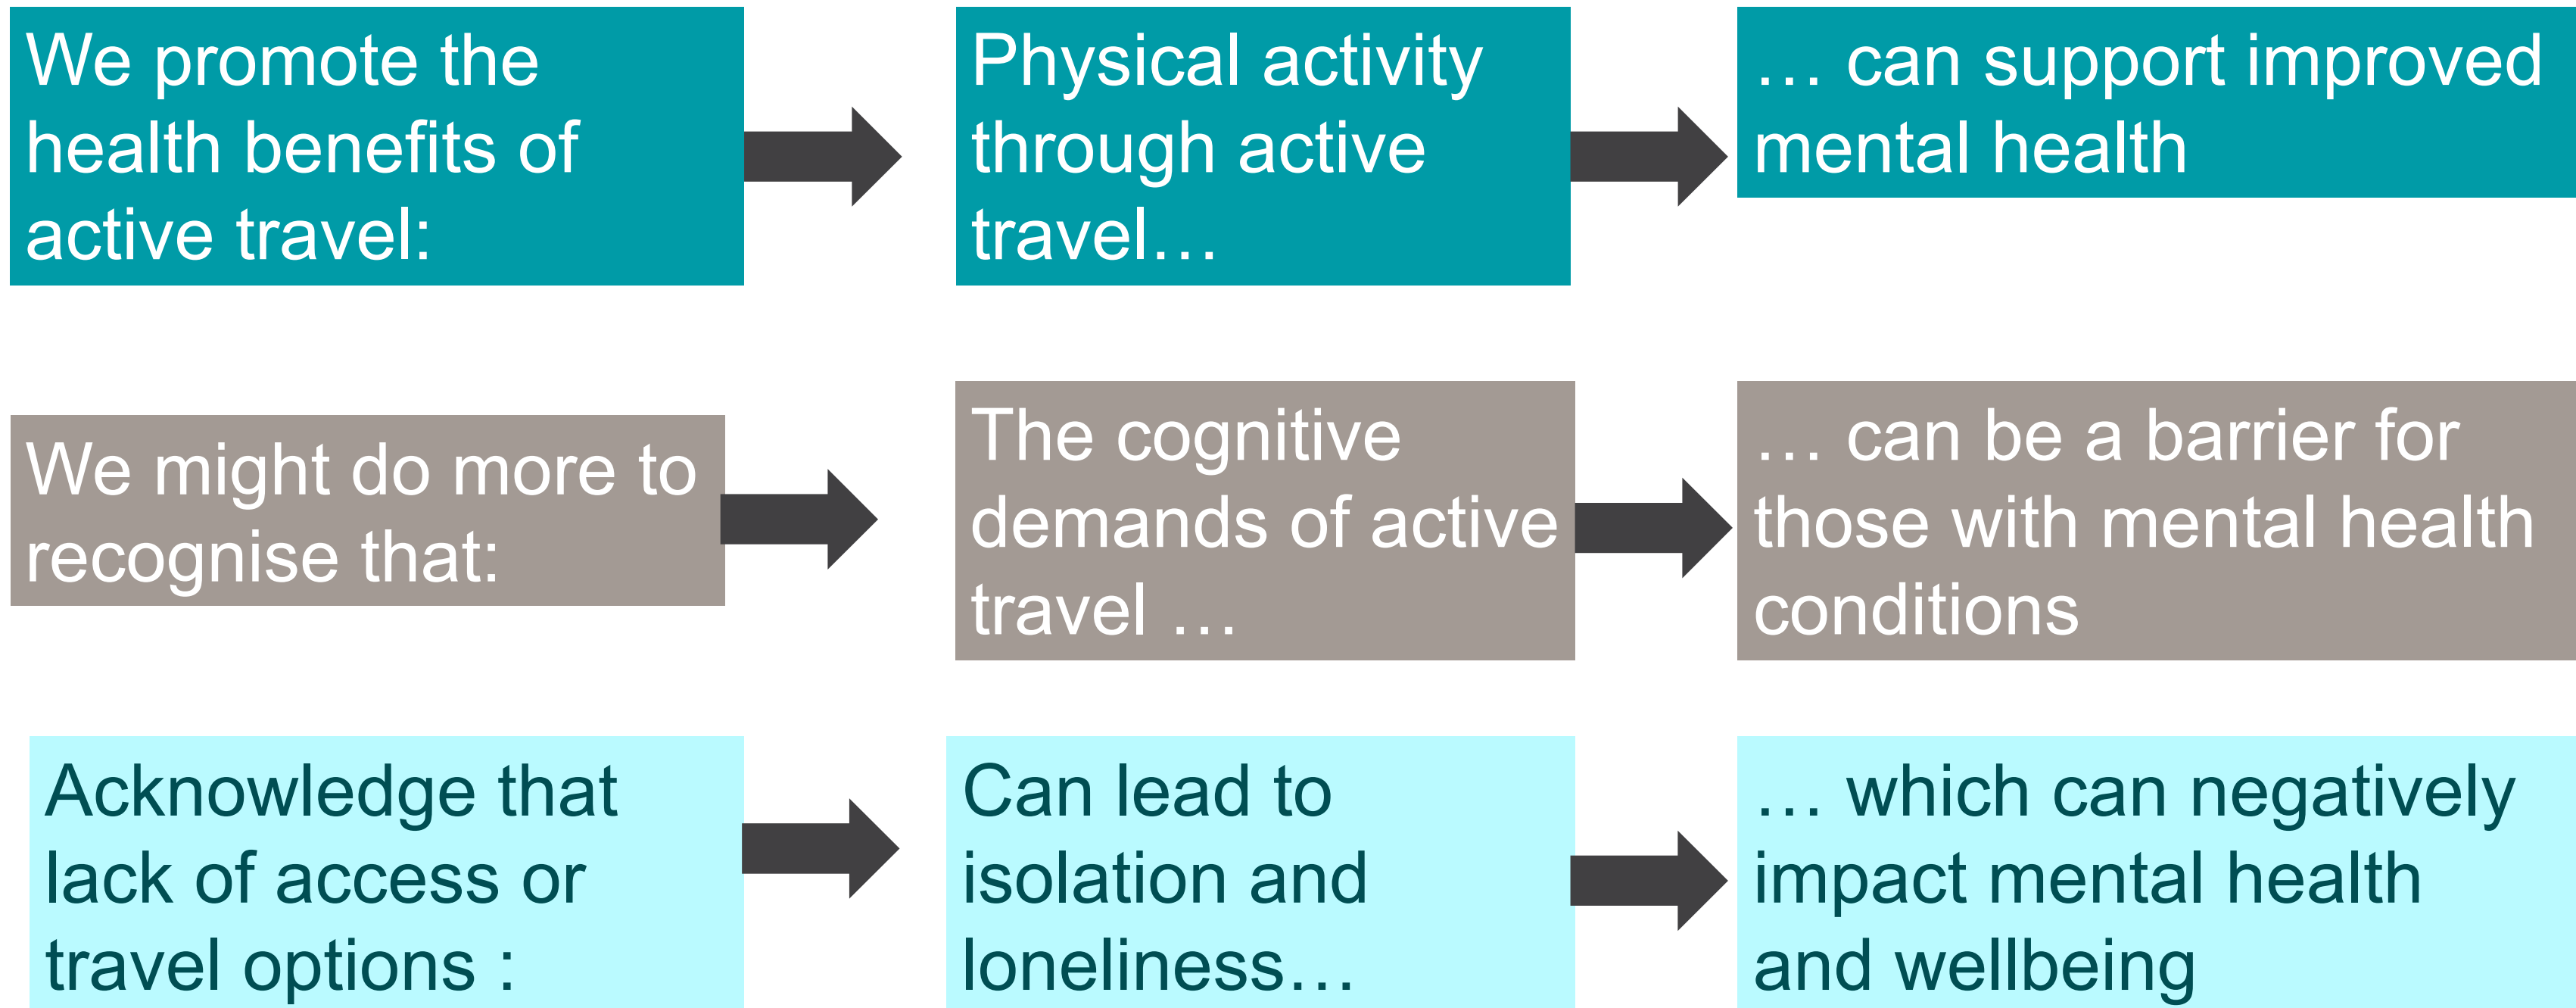 We promote the
health benefits of
active travel:
Physical activity
through active
travel…
… can support improved
mental health
We might do more to
recognise that:
The cognitive
demands of active
travel …
… can be a barrier for
those with mental health
conditions
Acknowledge that
lack of access or
travel options :
Can lead to
isolation and
loneliness…
… which can negatively
impact mental health
and wellbeing